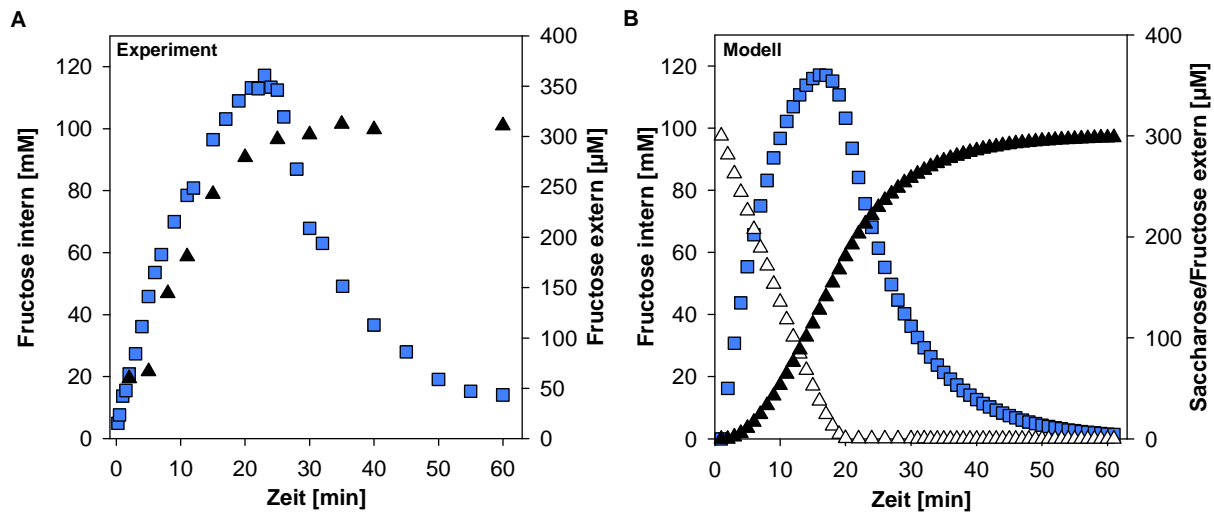 A
Experiment
Fructose intern [mM]
120
100
80
60
40
20
0
400
350
300
250
200
150
100
50
0
Fructose extern [µM]
0 10 20 30 40 50 60
Zeit [min]
B
Modell
Fructose intern [mM]
120
100
80
60
40
20
0
400
300
200
100
0
Saccharose/Fructose extern [µM]
0 10 20 30 40 50 60
Zeit [min]